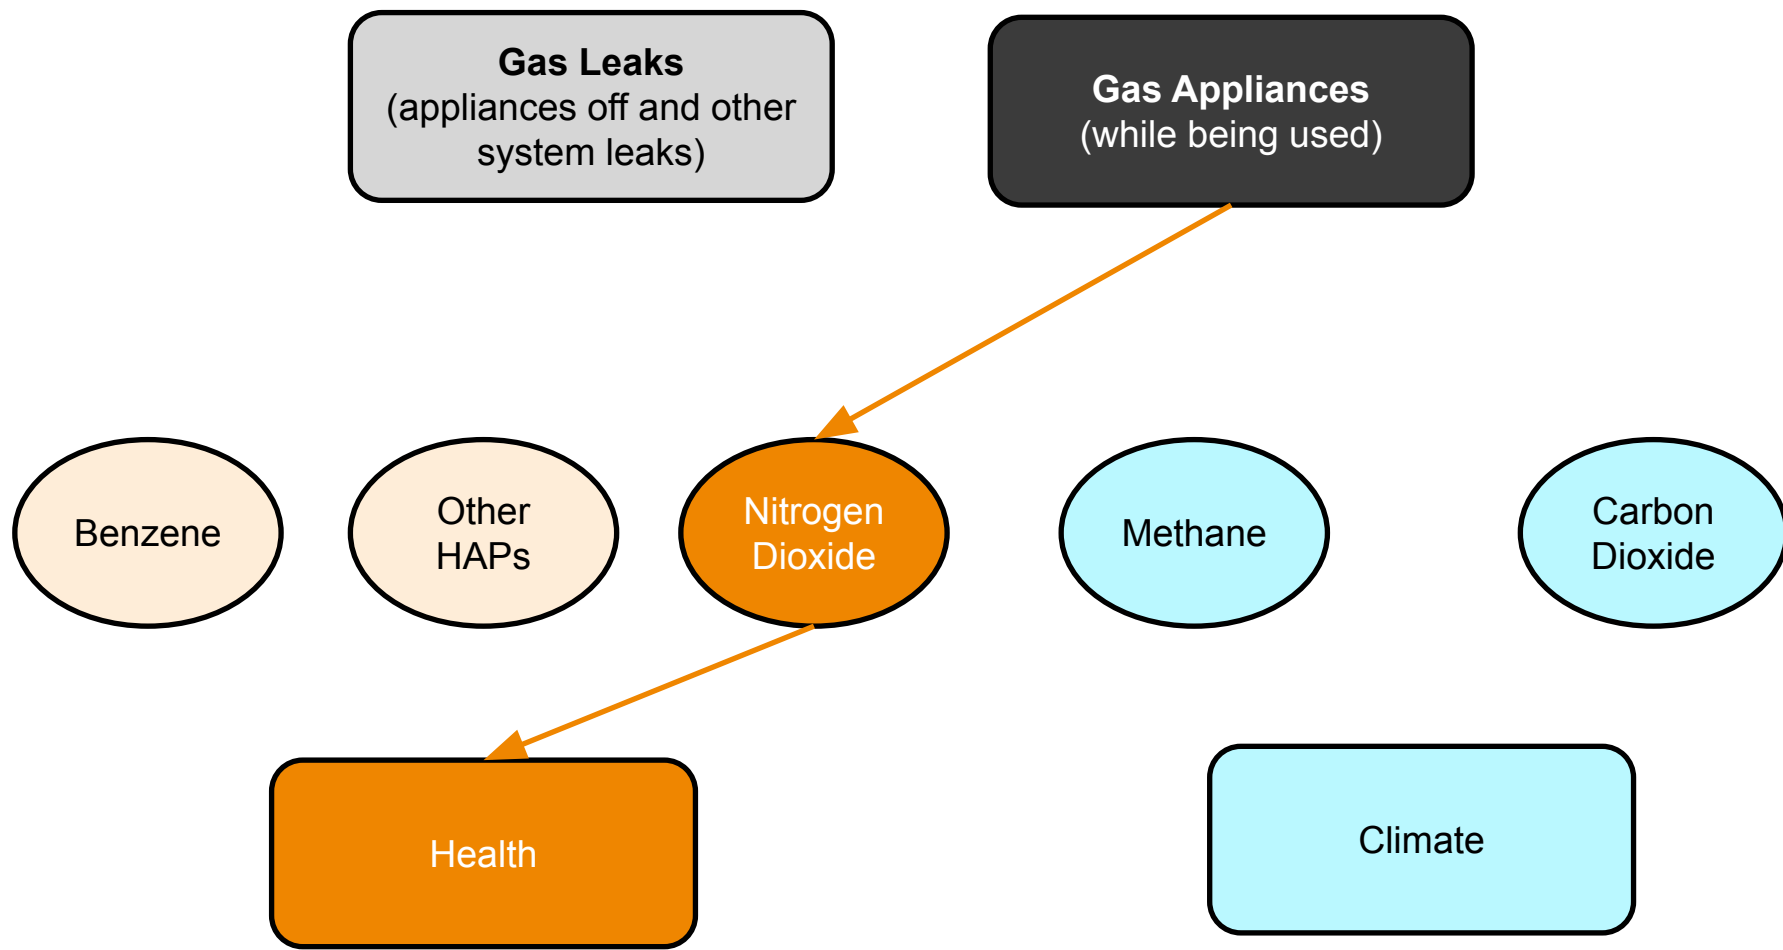 Gas Leaks
(appliances off and other
system leaks)
Gas Appliances
(while being used)
Benzene
Other
HAPs
Nitrogen
Dioxide
Methane
Carbon
Dioxide
Health
Climate